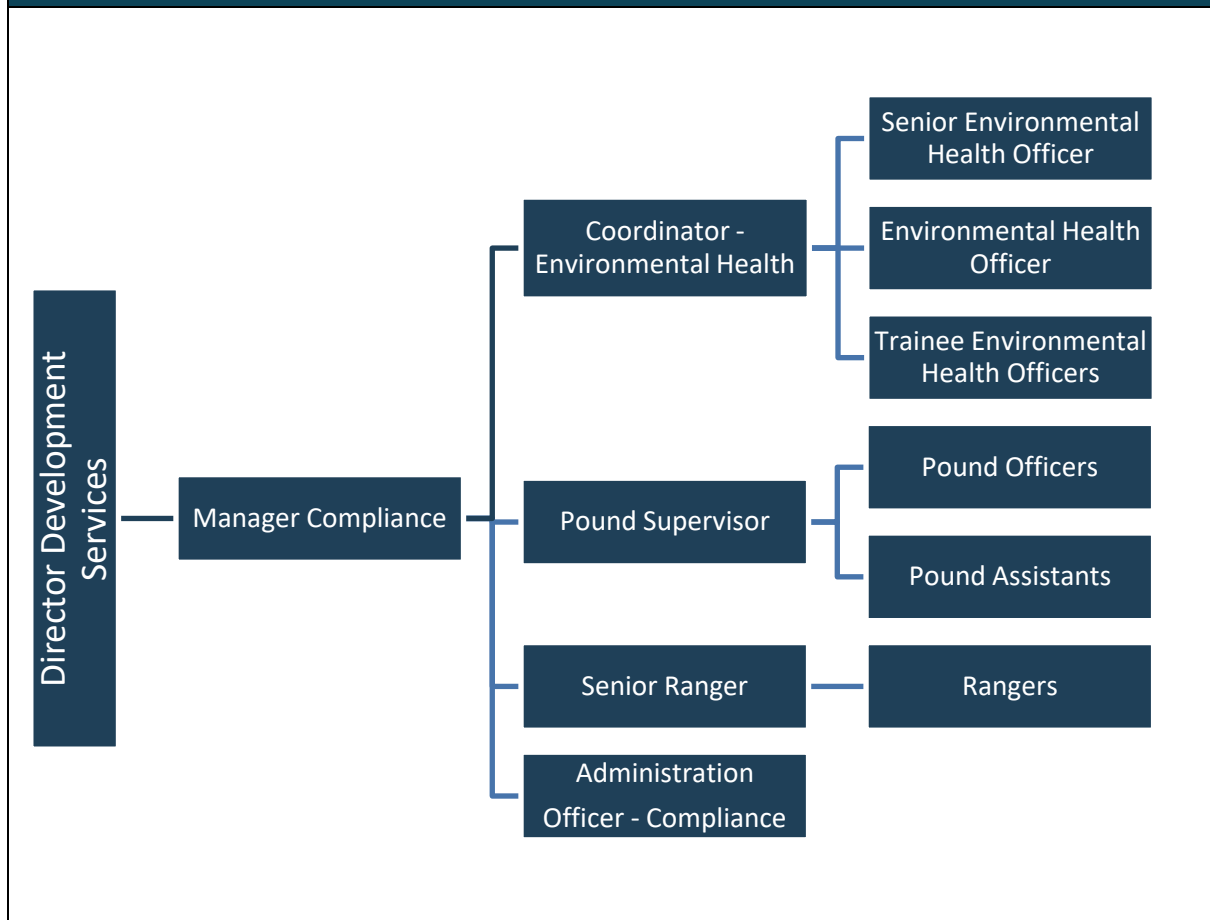 Director Development
Services
Manager Compliance
Coordinator -
Environmental Health
Senior Environmental
Health Officer
Environmental Health
Officer
Trainee Environmental
Health Officers
Pound Supervisor
Pound Officers
Pound Assistants
Senior Ranger
Rangers
Administration
Officer - Compliance